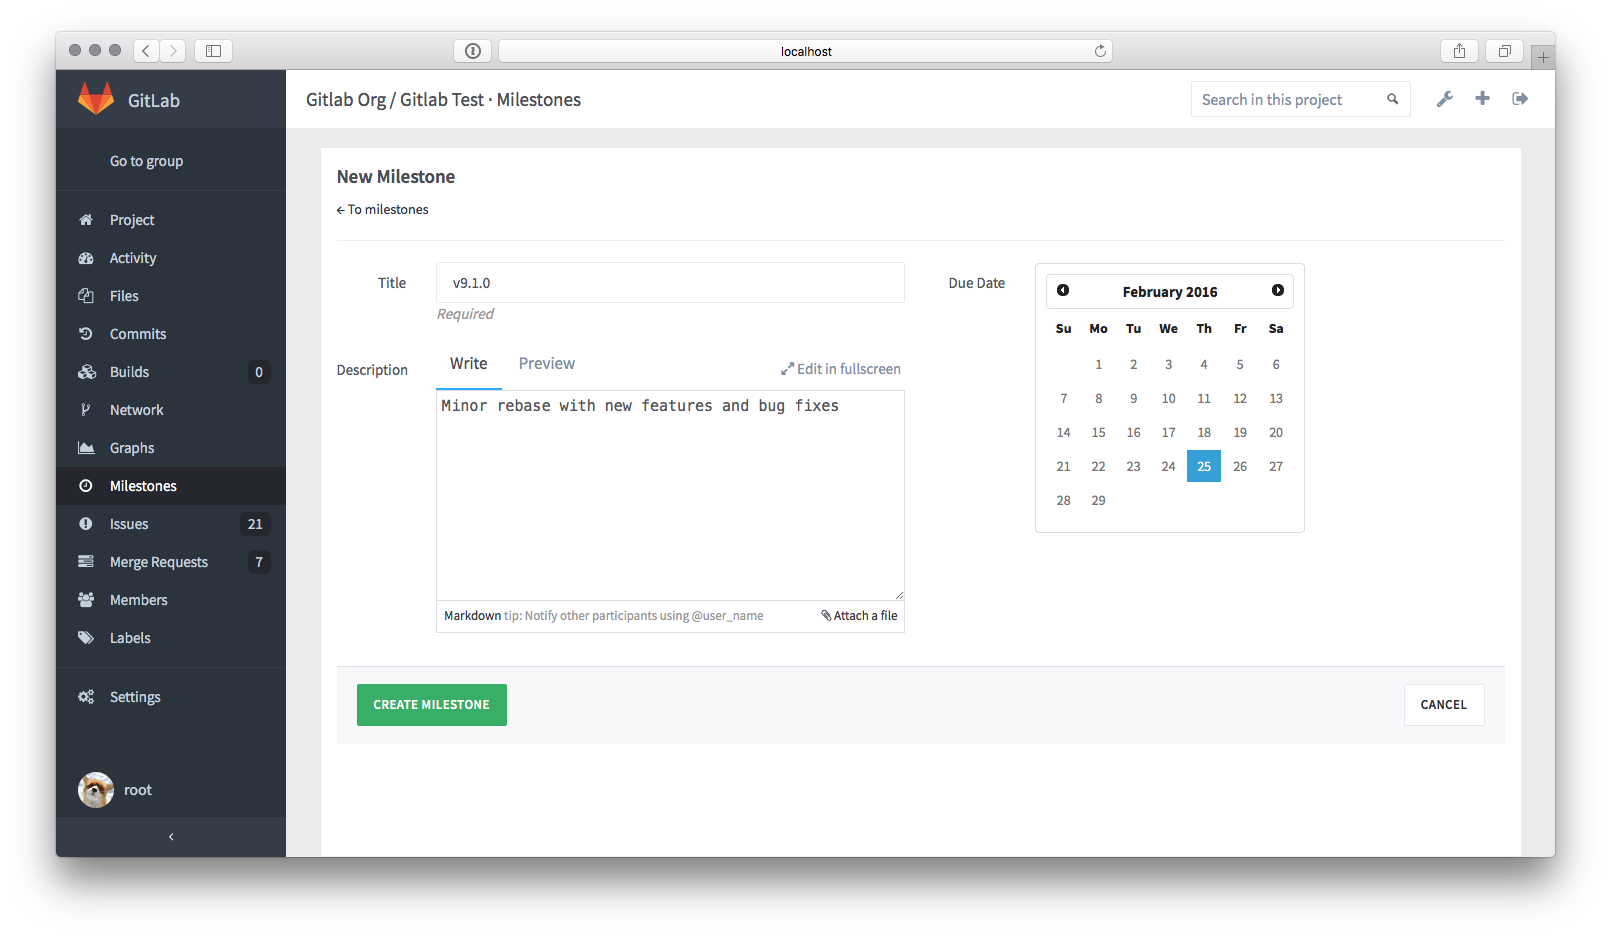 localhost
GitLab
Gitlab Org / Gitlab Test · Milestones
Search in this project
Go to group
Project
Activity
Files
Commits
Builds 0
Network
Graphs
Milestones
Issues 21
Merge Requests 7
Members
Labels
Settings
root
New Milestone
← To milestones
Title
v9.1.0
Required
Description
Write Preview
Edit in fullscreen
Minor rebase with new features and bug fixes
Markdown tip: Notify other participants using @user_name
Attach a file
Due Date
February 2016
Su Mo Tu We Th Fr Sa
1 2 3 4 5 6
7 8 9 10 11 12 13
14 15 16 17 18 19 20
21 22 23 24 25 26 27
28 29
CREATE MILESTONE
CANCEL